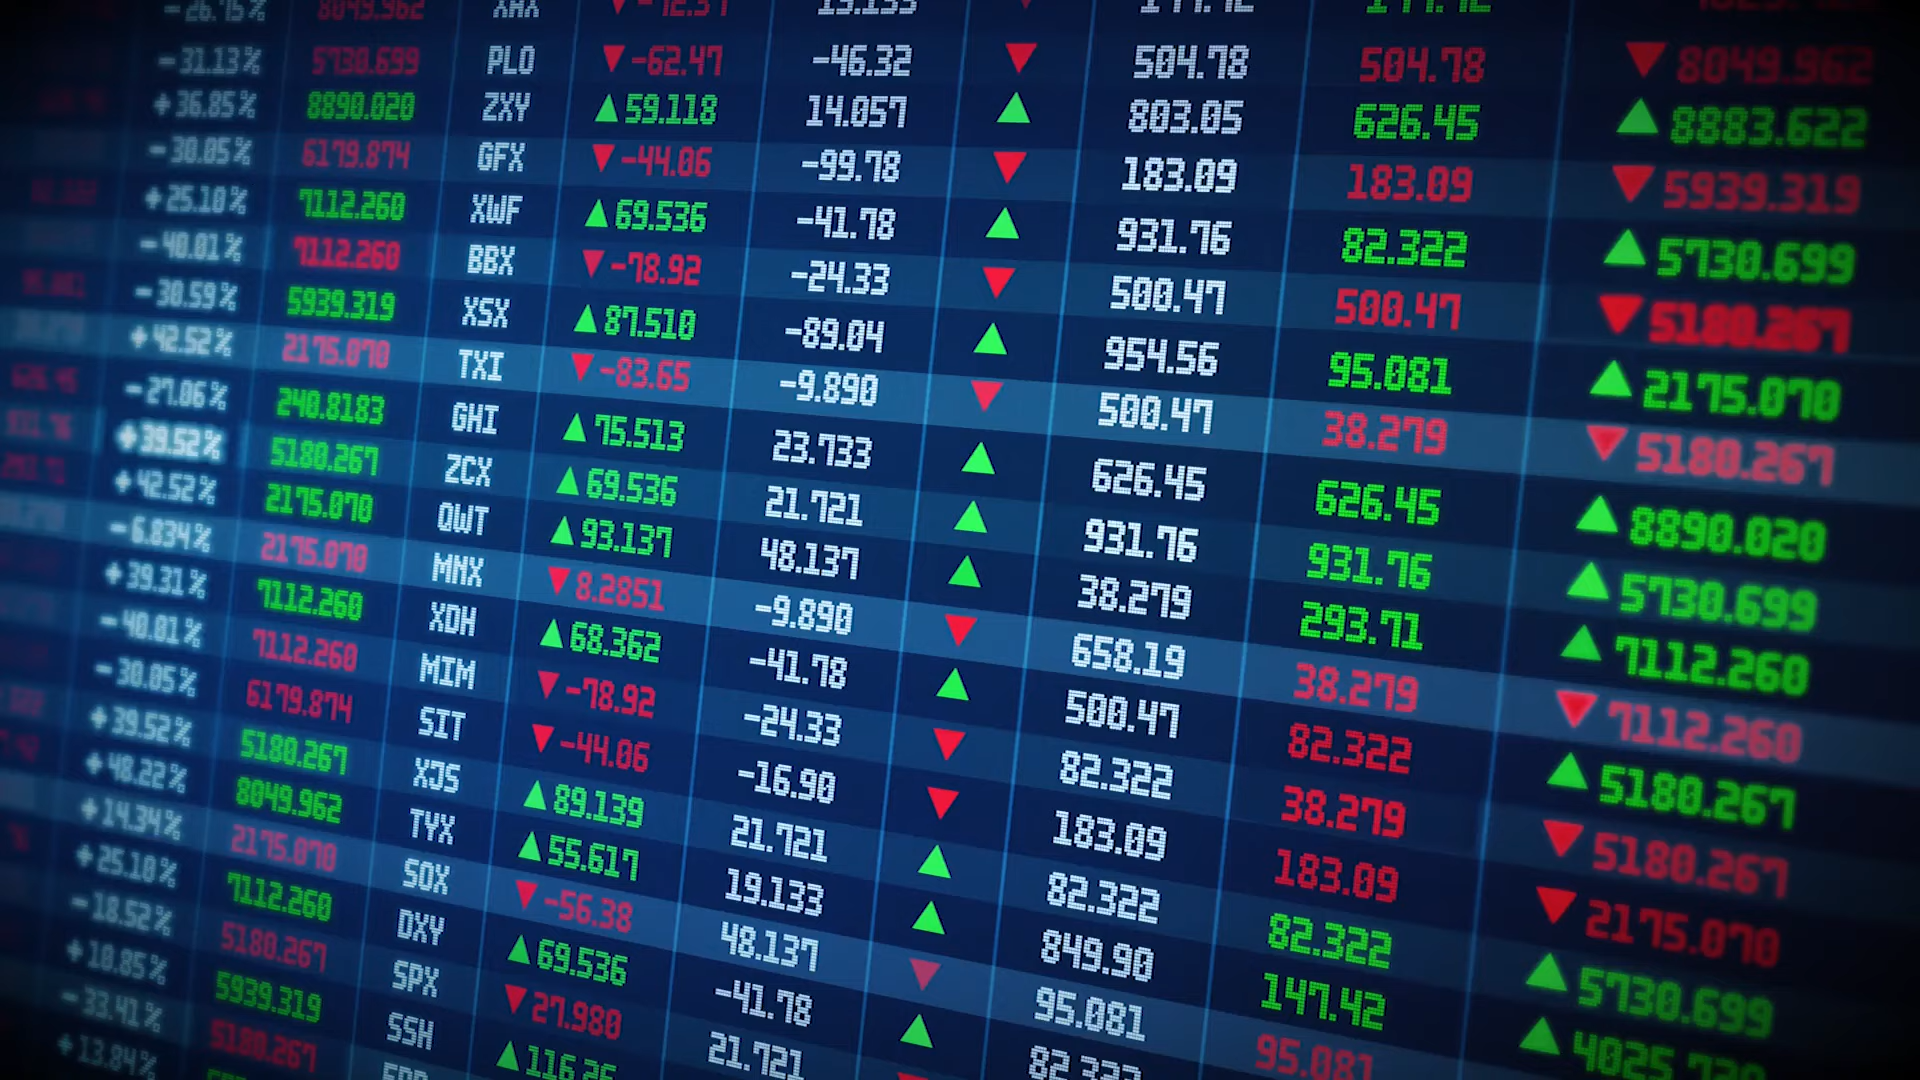 -26.75% 8049.962 XAX ▼-72.37 19.133 ▼ 147.42 147.42
-31.13% 5730.699 PLO ▼-62.47 -46.32 ▼ 504.78 504.78 ▼8049.962
+36.85% 8890.020 ZXY ▲59.118 14.057 ▲ 803.05 626.45 ▲8883.622
-30.05% 6179.874 GFX ▼-44.06 -99.78 ▼ 183.09 183.09 ▼5939.319
+25.10% 7112.260 XWF ▲69.536 -41.78 ▲ 931.76 82.322 ▲5730.699
-40.01% 7112.260 BBX ▼-78.92 -24.33 ▼ 500.47 500.47 ▼5180.267
-30.59% 5939.319 XSX ▲87.510 -89.04 ▲ 954.56 95.081 ▲2175.070
+42.52% 2175.070 TXI ▼-83.65 -9.890 ▼ 500.47 38.279 ▼5180.267
-27.06% 240.8183 GHI ▲75.513 23.733 ▲ 626.45 626.45 ▲8890.020
+39.52% 5180.267 ZCX ▲69.536 21.721 ▲ 931.76 931.76 ▲5730.699
+42.52% 2175.070 QWT ▲93.137 48.137 ▲ 38.279 293.71 ▲7112.260
-6.834% 2175.070 MNX ▼8.2851 -9.890 ▼ 658.19 38.279 ▼7112.260
+39.31% 7112.260 XDH ▲68.362 -41.78 ▲ 500.47 82.322 ▲5180.267
-40.01% 7112.260 MIM ▼-78.92 -24.33 ▼ 82.322 38.279 ▼5180.267
-30.05% 6179.874 SIT ▼-44.06 -16.90 ▼ 183.09 183.09 ▼2175.070
+39.52% 5180.267 XJS ▲89.139 21.721 ▲ 82.322 82.322 ▲5730.699
+48.22% 8049.962 TYX ▲55.617 19.133 ▲ 849.90 147.42 ▲4025.730
+14.34% 2175.070 SOX ▼-56.38 48.137 ▼ 95.081 95.081
+25.10% 7112.260 DXY ▲69.536 -41.78 ▲ 82.322
-18.52% 5180.267 SPX ▼27.980 21.721
+10.85% 5939.319 SSH ▲116.26
-33.41% 5180.267
+13.84%